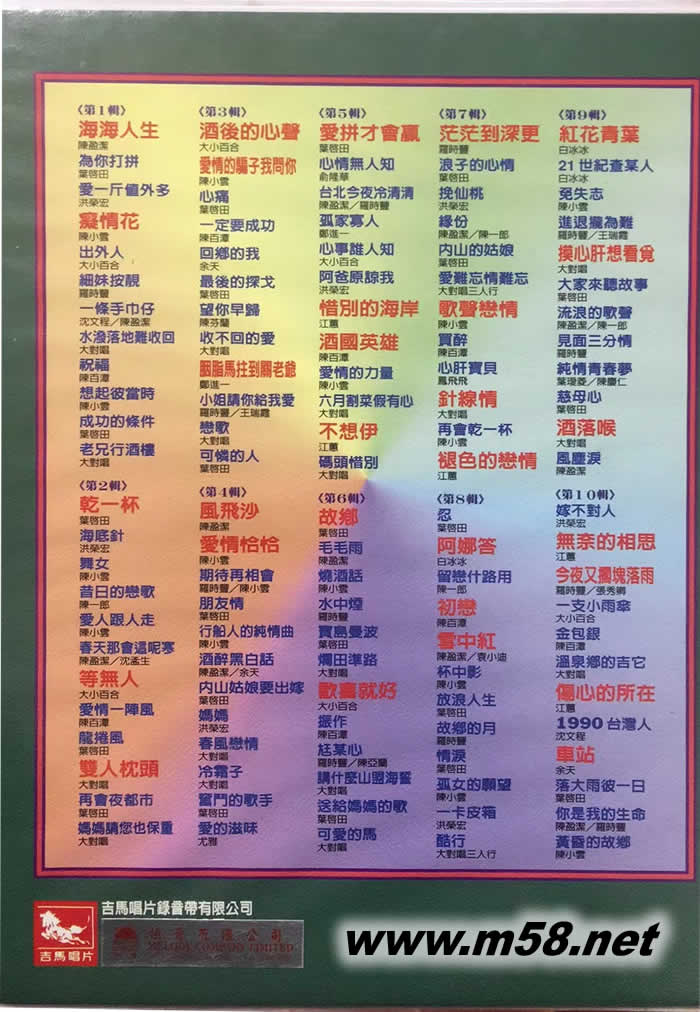 〈第1輯〉
海海人生
陳盈潔
為你打拼
葉啓田
愛一斤値外多
洪榮宏
癡情花
陳小雲
出外人
大小百合
細妹按靚
羅時豐
一條手巾仔
沈文程／陳盈潔
水潑落地難收回
大對唱
祝福
陳百潭
想起彼當時
陳小雲
成功的條件
葉啓田
老兄行酒樓
大對唱
〈第2輯〉
乾一杯
葉啓田
海底針
洪榮宏
舞女
陳小雲
昔日的戀歌
陳一郎
愛人跟人走
陳小雲
春天那會這呢寒
陳盈潔／沈孟生
等無人
大小百合
愛情一陣風
陳百潭
龍捲風
葉啓田
雙人枕頭
大對唱
再會夜都市
葉啓田
媽媽請您也保重
大對唱
〈第3輯〉
酒後的心聲
大小百合
愛情的騙子我問你
陳小雲
心痛
葉啓田
一定要成功
陳百潭
回鄉的我
余天
最後的探戈
葉啓田
望你早歸
陳芬蘭
收不回的愛
大對唱
胭脂馬拄到關老爺
鄭進一
小姐請你給我愛
羅時豐／王瑞霞
戀歌
大對唱
可憐的人
葉啓田
〈第4輯〉
風飛沙
陳盈潔
愛情恰恰
陳小雲
期待再相會
羅時豐／陳小雲
朋友情
葉啓田
行船人的純情曲
陳小雲
酒醉黑白話
陳盈潔／余天
內山姑娘要出嫁
葉啓田
媽媽
洪榮宏
春風戀情
大對唱
冷霜子
大對唱
奮鬥的歌手
葉啓田
愛的滋味
尤雅
〈第5輯〉
愛拼才會贏
葉啓田
心情無人知
俞隆華
台北今夜冷清清
陳盈潔／羅時豐
孤家寡人
鄭進一
心事誰人知
大小百合
阿爸原諒我
洪榮宏
惜別的海岸
江蕙
酒國英雄
陳百潭
愛情的力量
陳小雲
六月割菜假有心
大對唱
不想伊
江蕙
碼頭惜別
大對唱
〈第6輯〉
故鄉
葉啓田
毛毛雨
陳盈潔
燒酒話
陳小雲
水中煙
羅時豐
寶島曼波
葉啓田
爛田準路
大對唱
歡喜就好
大小百合
振作
陳百潭
尪某心
羅時豐／陳亞蘭
講什麼山盟海誓
大對唱
送給媽媽的歌
葉啓田
可愛的馬
大對唱
〈第7輯〉
茫茫到深更
羅時豐
浪子的心情
葉啓田
挽仙桃
洪榮宏
緣份
陳盈潔／陳一郎
內山的姑娘
葉啓田
愛難忘情難忘
大對唱三人行
歌聲戀情
陳小雲
買醉
陳百潭
心肝寶貝
鳳飛飛
針線情
大對唱
再會乾一杯
陳小雲
褪色的戀情
江蕙
〈第8輯〉
忍
葉啓田
阿娜答
白冰冰
留戀什路用
陳一郎
初戀
陳百潭
雪中紅
陳盈潔／袁小迪
杯中影
陳小雲
放浪人生
葉啓田
故鄉的月
羅時豐
情淚
葉啓田
孤女的願望
陳小雲
一卡皮箱
洪榮宏
酷行
大對唱三人行
〈第9輯〉
紅花青葉
白冰冰
21世紀查某人
白冰冰
免失志
陳小雲
進退攏為難
羅時豐／王瑞霞
摸心肝想看覓
大對唱
大家來聽故事
葉啓田
流浪的歌聲
陳盈潔／陳一郎
見面三分情
羅時豐
純情青春夢
葉璦菱／陳慶仁
慈母心
葉啓田
酒落喉
大對唱
風塵淚
陳盈潔
〈第10輯〉
嫁不對人
洪榮宏
無奈的相思
江蕙
今夜又擱塊落雨
羅時豐／張秀卿
一支小雨傘
大小百合
金包銀
陳百潭
溫泉鄉的吉它
大對唱
傷心的所在
江蕙
1990台灣人
沈文程
車站
余天
落大雨彼一日
葉啓田
你是我的生命
陳盈潔／羅時豐
黃昏的故鄉
陳小雲
吉馬唱片錄音帶有限公司
吉馬唱片
有限公司
MELODY COMPANY LIMITED
www.m58.net